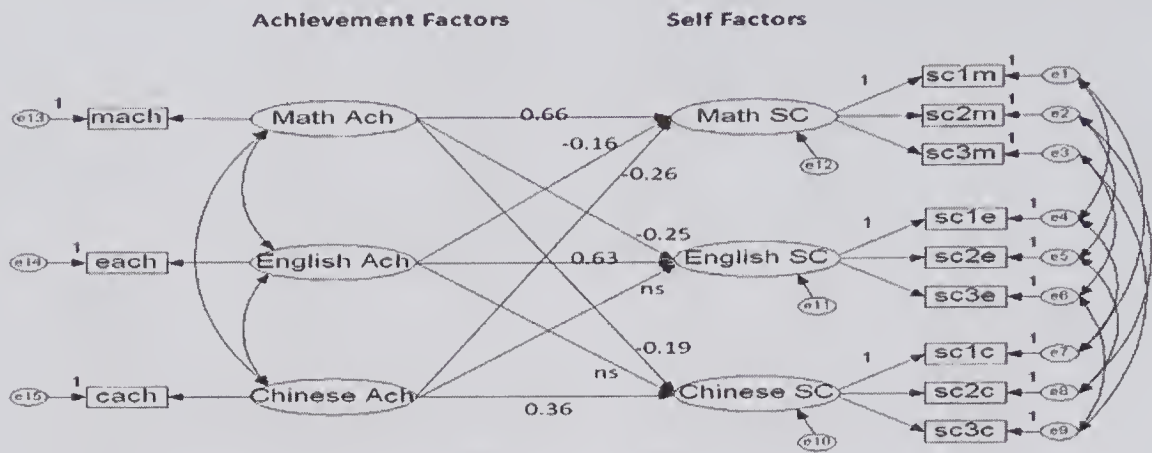 Achievement Factors Self Factors
e13 1 mach Math Ach 0.66 Math SC 1 sc1m 1 e1
sc2m 1 e2
sc3m 1 e3
-0.16 e12
-0.26
e14 1 each English Ach -0.25 0.63 English SC 1 sc1e 1 e4
sc2e 1 e5
sc3e 1 e6
ns e11
-0.19
ns
e15 1 cach Chinese Ach 0.36 Chinese SC 1 sc1c 1 e7
sc2c 1 e8
sc3c 1 e9
e10